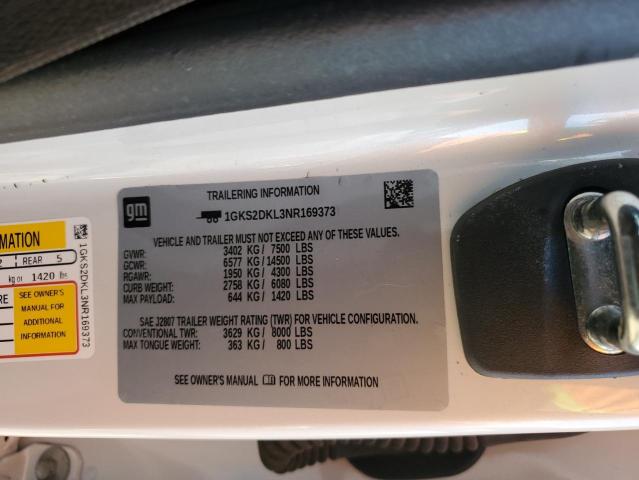 gm
TRAILERING INFORMATION
1GKS2DKL3NR169373
VEHICLE AND TRAILER MUST NOT EXCEED ANY OF THESE VALUES.
GVWR: 3402 KG / 7500 LBS
GCWR: 6577 KG / 14500 LBS
RGAWR: 1950 KG / 4300 LBS
CURB WEIGHT: 2758 KG / 6080 LBS
MAX PAYLOAD: 644 KG / 1420 LBS
SAE J2807 TRAILER WEIGHT RATING (TWR) FOR VEHICLE CONFIGURATION.
CONVENTIONAL TWR: 3629 KG / 8000 LBS
MAX TONGUE WEIGHT: 363 KG / 800 LBS
SEE OWNER'S MANUAL FOR MORE INFORMATION
MATION
REAR 5
kg or 1420 lbs
RE
SEE OWNER'S
MANUAL FOR
ADDITIONAL
INFORMATION
1GKS2DKL3NR169373